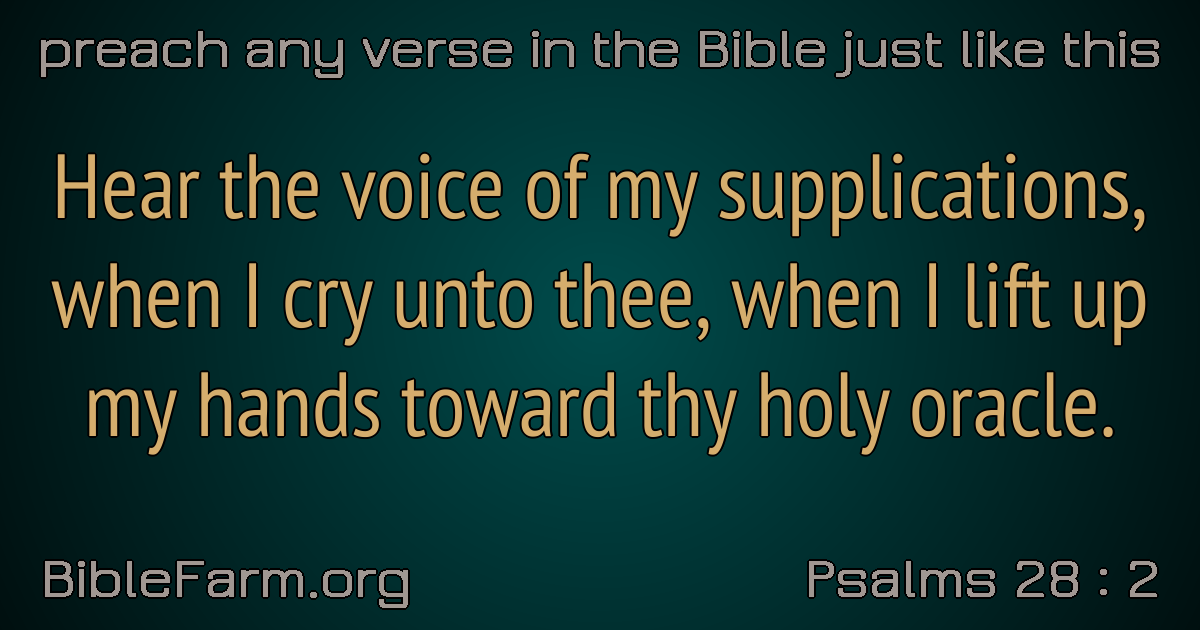 preach any verse in the Bible just like this
Hear the voice of my supplications,
when I cry unto thee, when I lift up
my hands toward thy holy oracle.
BibleFarm.org
Psalms 28 : 2